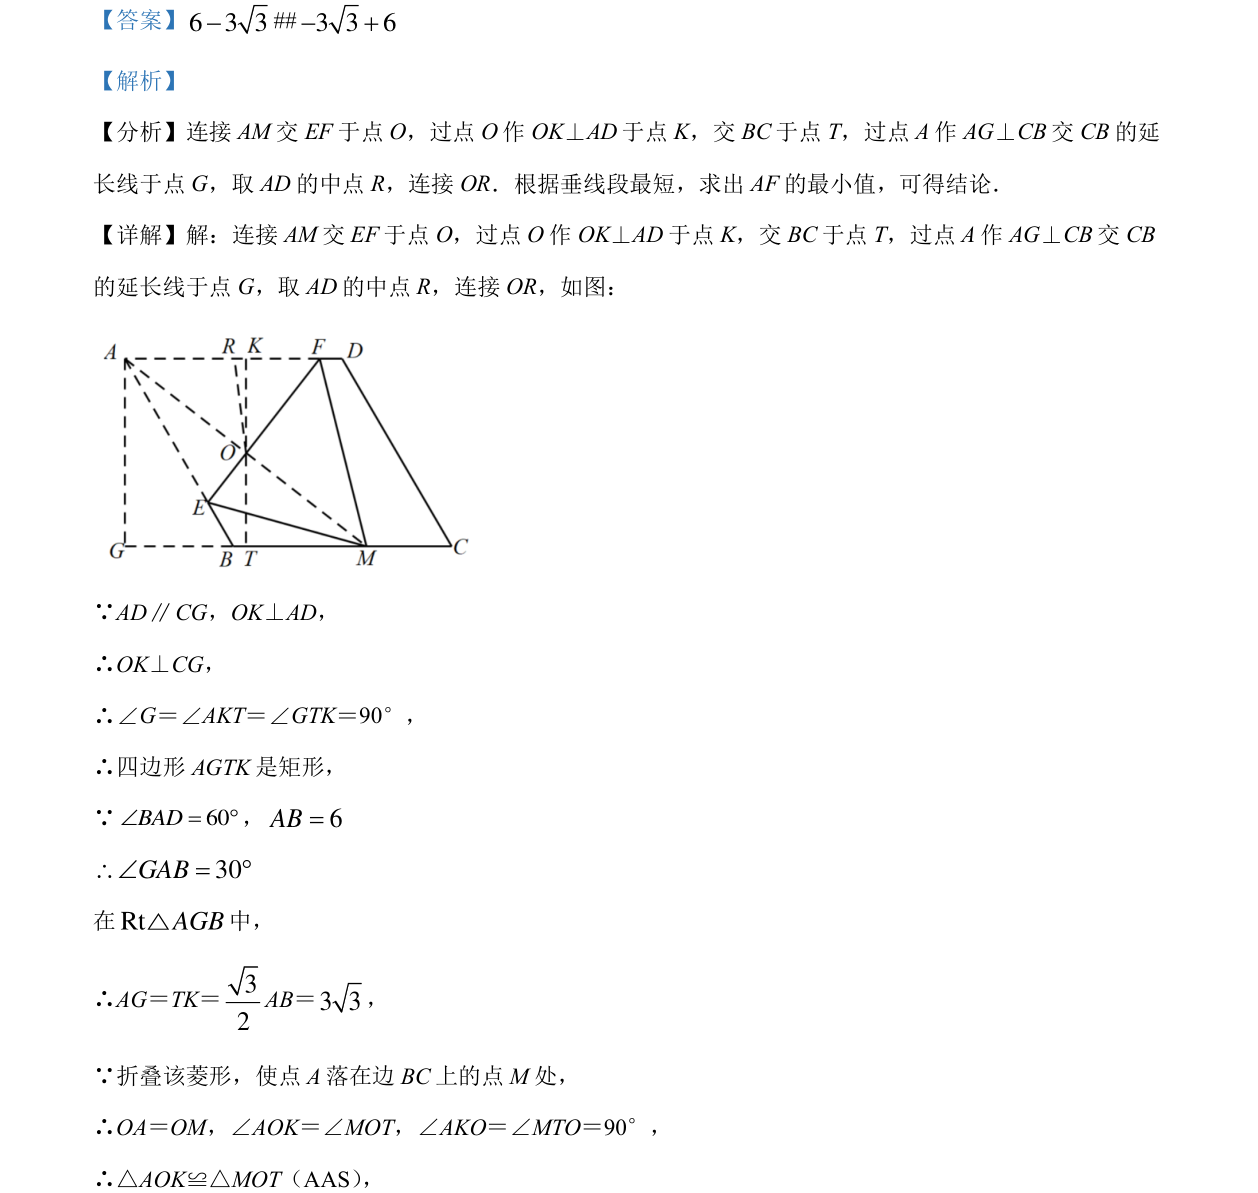 【答案】6－3√3##－3√3＋6
【解析】
【分析】连接 AM 交 EF 于点 O，过点 O 作 OK⊥AD 于点 K，交 BC 于点 T，过点 A 作 AG⊥CB 交 CB 的延
长线于点 G，取 AD 的中点 R，连接 OR．根据垂线段最短，求出 AF 的最小值，可得结论．
【详解】解：连接 AM 交 EF 于点 O，过点 O 作 OK⊥AD 于点 K，交 BC 于点 T，过点 A 作 AG⊥CB 交 CB
的延长线于点 G，取 AD 的中点 R，连接 OR，如图：
A R K F D
O
E
G B T M C
∵AD∥CG，OK⊥AD，
∴OK⊥CG，
∴∠G＝∠AKT＝∠GTK＝90°，
∴四边形 AGTK 是矩形，
∵∠BAD＝60°，AB＝6
∴∠GAB＝30°
在 Rt△AGB 中，
∴AG＝TK＝√3/2 AB＝3√3，
∵折叠该菱形，使点 A 落在边 BC 上的点 M 处，
∴OA＝OM，∠AOK＝∠MOT，∠AKO＝∠MTO＝90°，
∴△AOK≌△MOT（AAS），